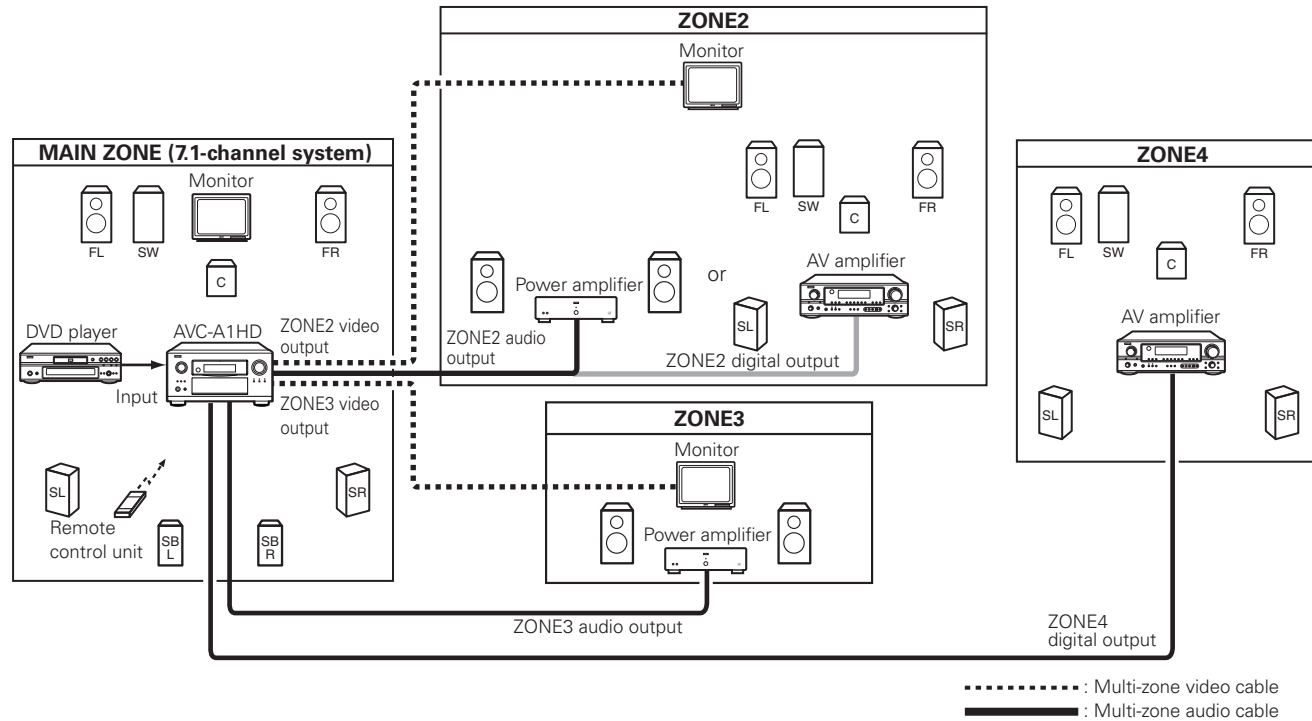 ZONE2
Monitor
FL
SW
C
FR
Power amplifier
or
AV amplifier
SL
SR
ZONE2 digital output
MAIN ZONE (7.1-channel system)
Monitor
FL
SW
FR
C
DVD player
AVC-A1HD
Input
ZONE2 video
output
ZONE2 audio
output
ZONE3 video
output
SL
SR
Remote
control unit
SB
L
SB
R
ZONE3
Monitor
Power amplifier
ZONE3 audio output
ZONE4
FL
SW
FR
C
AV amplifier
SL
SR
ZONE4
digital output
: Multi-zone video cable
: Multi-zone audio cable